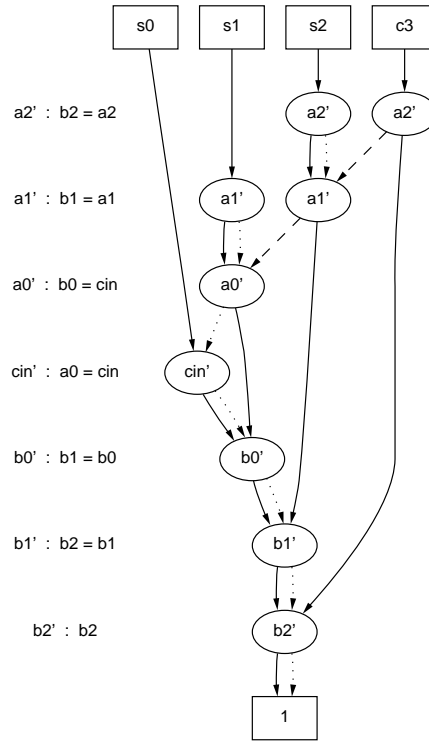 s0 s1 s2 c3
a2’ : b2 = a2 a2’ a2’
a1’ : b1 = a1 a1’ a1’
a0’ : b0 = cin a0’
cin’ : a0 = cin cin’
b0’ : b1 = b0 b0’
b1’ : b2 = b1 b1’
b2’ : b2 b2’
1